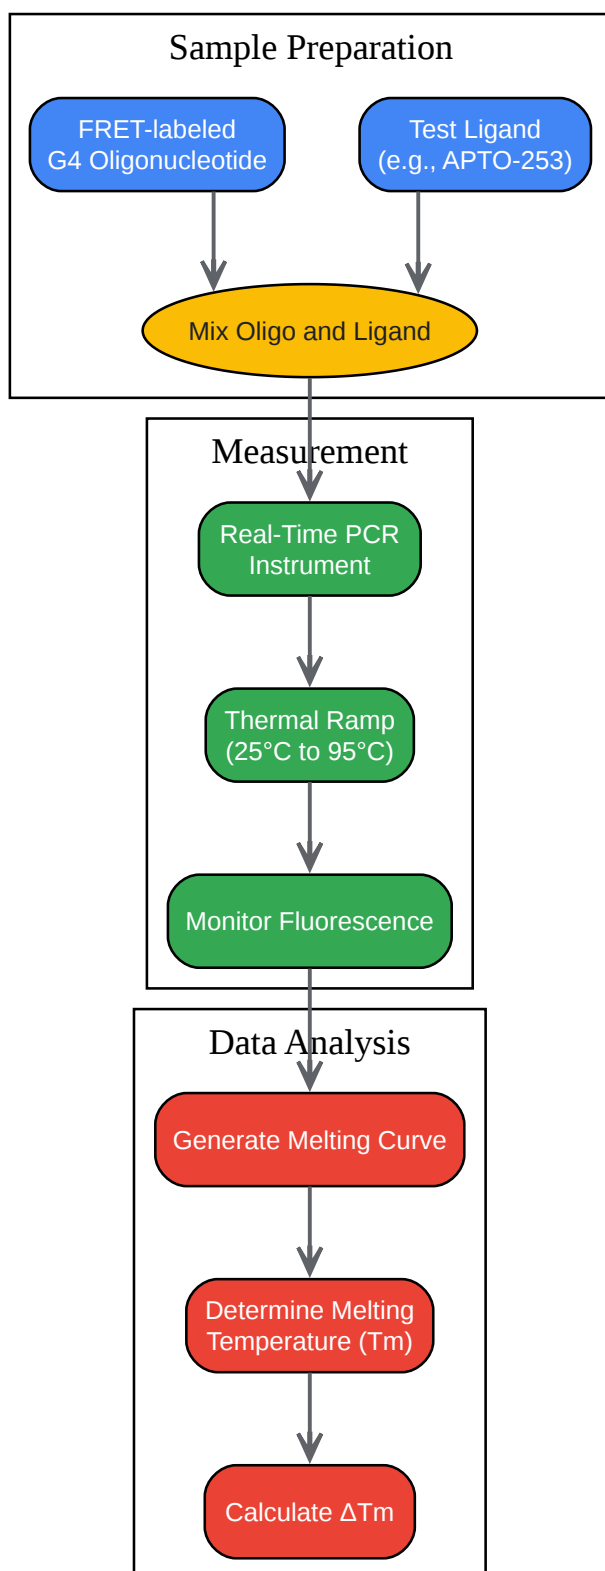 Sample Preparation
FRET-labeled
G4 Oligonucleotide
Test Ligand
(e.g., APTO-253)
Mix Oligo and Ligand
Measurement
Real-Time PCR
Instrument
Thermal Ramp
(25°C to 95°C)
Monitor Fluorescence
Data Analysis
Generate Melting Curve
Determine Melting
Temperature (Tm)
Calculate ΔTm